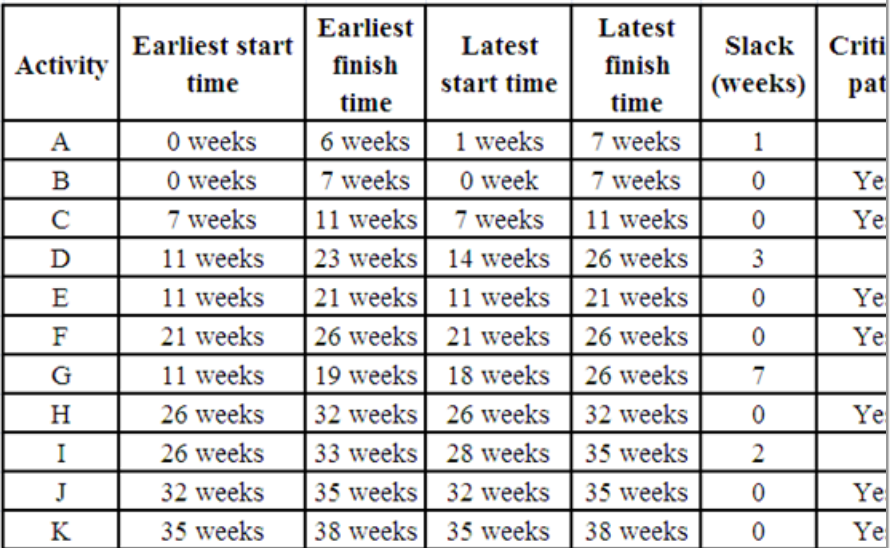 Activity Earliest start time Earliest finish time Latest start time Latest finish time Slack (weeks) Criti pat
A 0 weeks 6 weeks 1 weeks 7 weeks 1
B 0 weeks 7 weeks 0 week 7 weeks 0 Ye
C 7 weeks 11 weeks 7 weeks 11 weeks 0 Ye
D 11 weeks 23 weeks 14 weeks 26 weeks 3
E 11 weeks 21 weeks 11 weeks 21 weeks 0 Ye
F 21 weeks 26 weeks 21 weeks 26 weeks 0 Ye
G 11 weeks 19 weeks 18 weeks 26 weeks 7
H 26 weeks 32 weeks 26 weeks 32 weeks 0 Ye
I 26 weeks 33 weeks 28 weeks 35 weeks 2
J 32 weeks 35 weeks 32 weeks 35 weeks 0 Ye
K 35 weeks 38 weeks 35 weeks 38 weeks 0 Ye